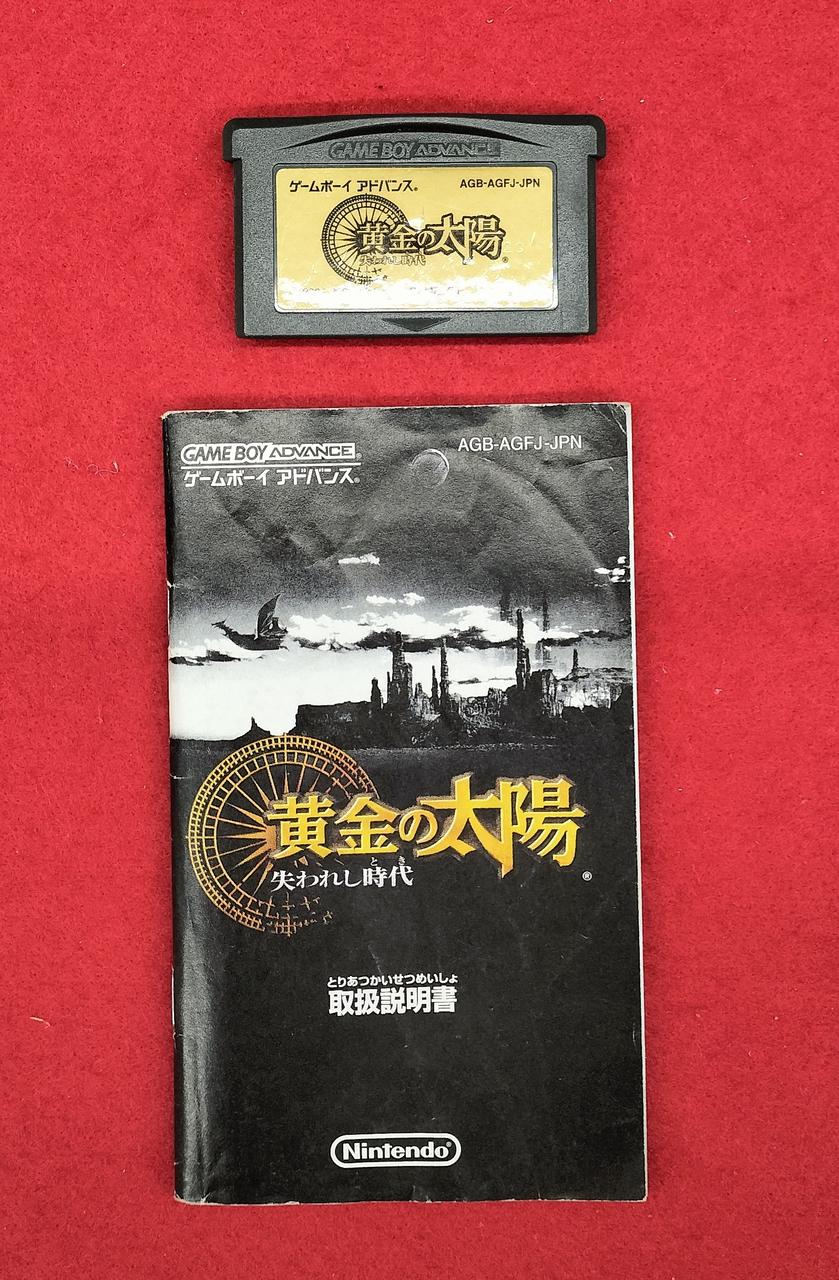 GAME BOY ADVANCE
ゲームボーイ アドバンス®
AGB-AGFJ-JPN
黄金の太陽
失われし時代
®
GAME BOY ADVANCE®
AGB-AGFJ-JPN
ゲームボーイ アドバンス®
黄金の太陽
とき
失われし時代
®
とりあつかいせつめいしょ
取扱説明書
Nintendo®